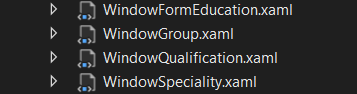 WindowFormEducation.xaml
WindowGroup.xaml
WindowQualification.xaml
WindowSpeciality.xaml